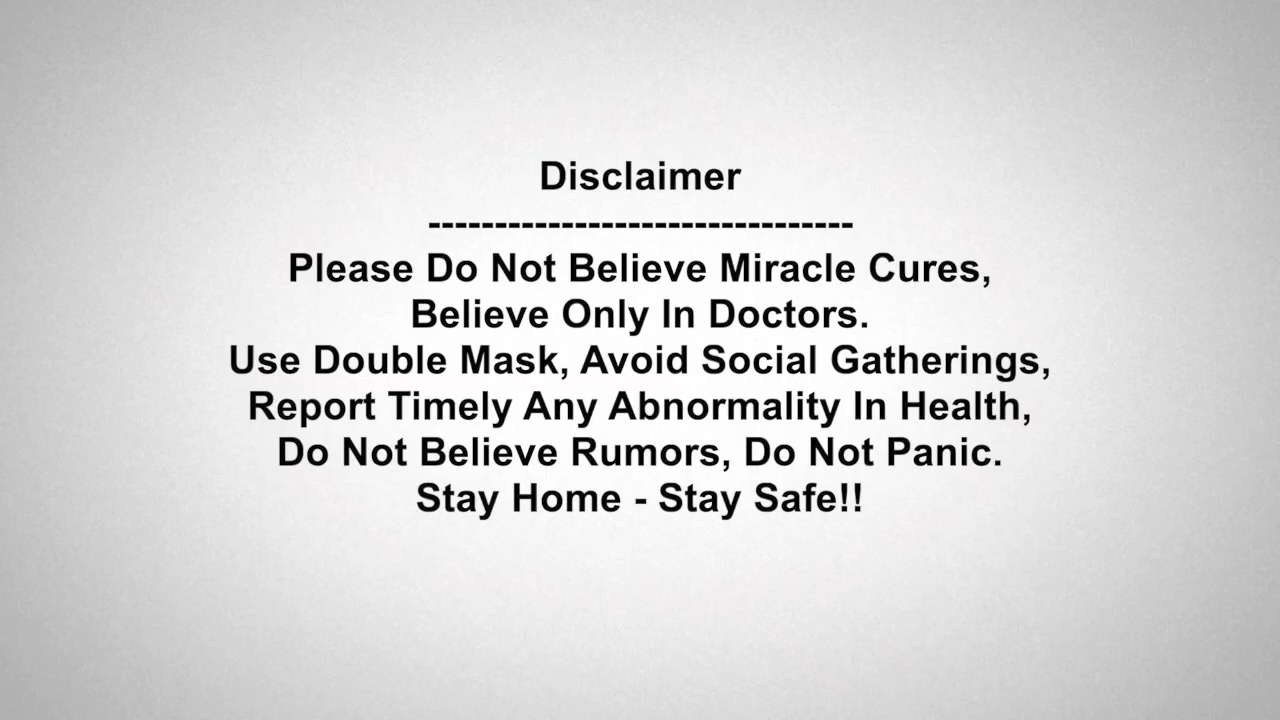 Disclaimer
--------------------------------
Please Do Not Believe Miracle Cures,
Believe Only In Doctors.
Use Double Mask, Avoid Social Gatherings,
Report Timely Any Abnormality In Health,
Do Not Believe Rumors, Do Not Panic.
Stay Home - Stay Safe!!